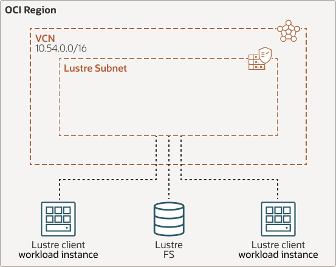 OCI Region
VCN
10.54.0.0/16
Lustre Subnet
Lustre client
workload instance
Lustre
FS
Lustre client
workload instance